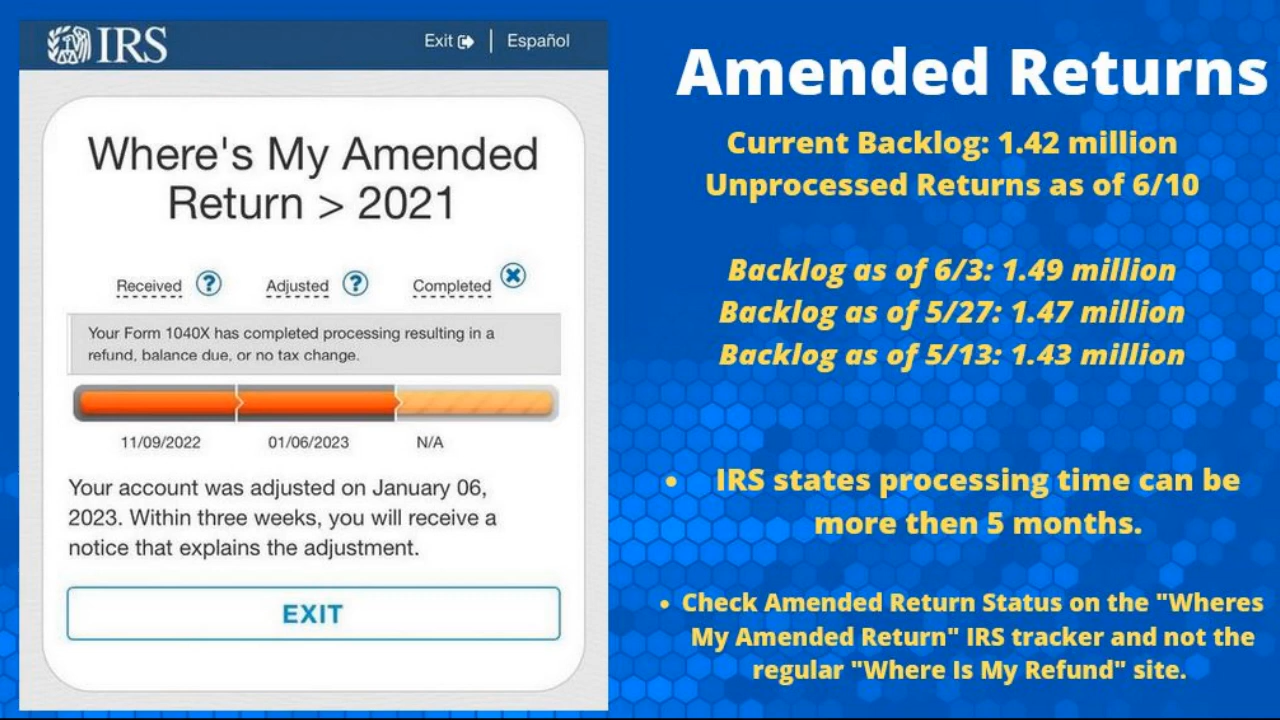 IRS
Exit | Español
Where's My Amended
Return > 2021
Received ? Adjusted ? Completed
Your Form 1040X has completed processing resulting in a
refund, balance due, or no tax change.
11/09/2022 01/06/2023 N/A
Your account was adjusted on January 06,
2023. Within three weeks, you will receive a
notice that explains the adjustment.
EXIT
Amended Returns
Current Backlog: 1.42 million
Unprocessed Returns as of 6/10
Backlog as of 6/3: 1.49 million
Backlog as of 5/27: 1.47 million
Backlog as of 5/13: 1.43 million
• IRS states processing time can be
more then 5 months.
• Check Amended Return Status on the "Wheres
My Amended Return" IRS tracker and not the
regular "Where Is My Refund" site.